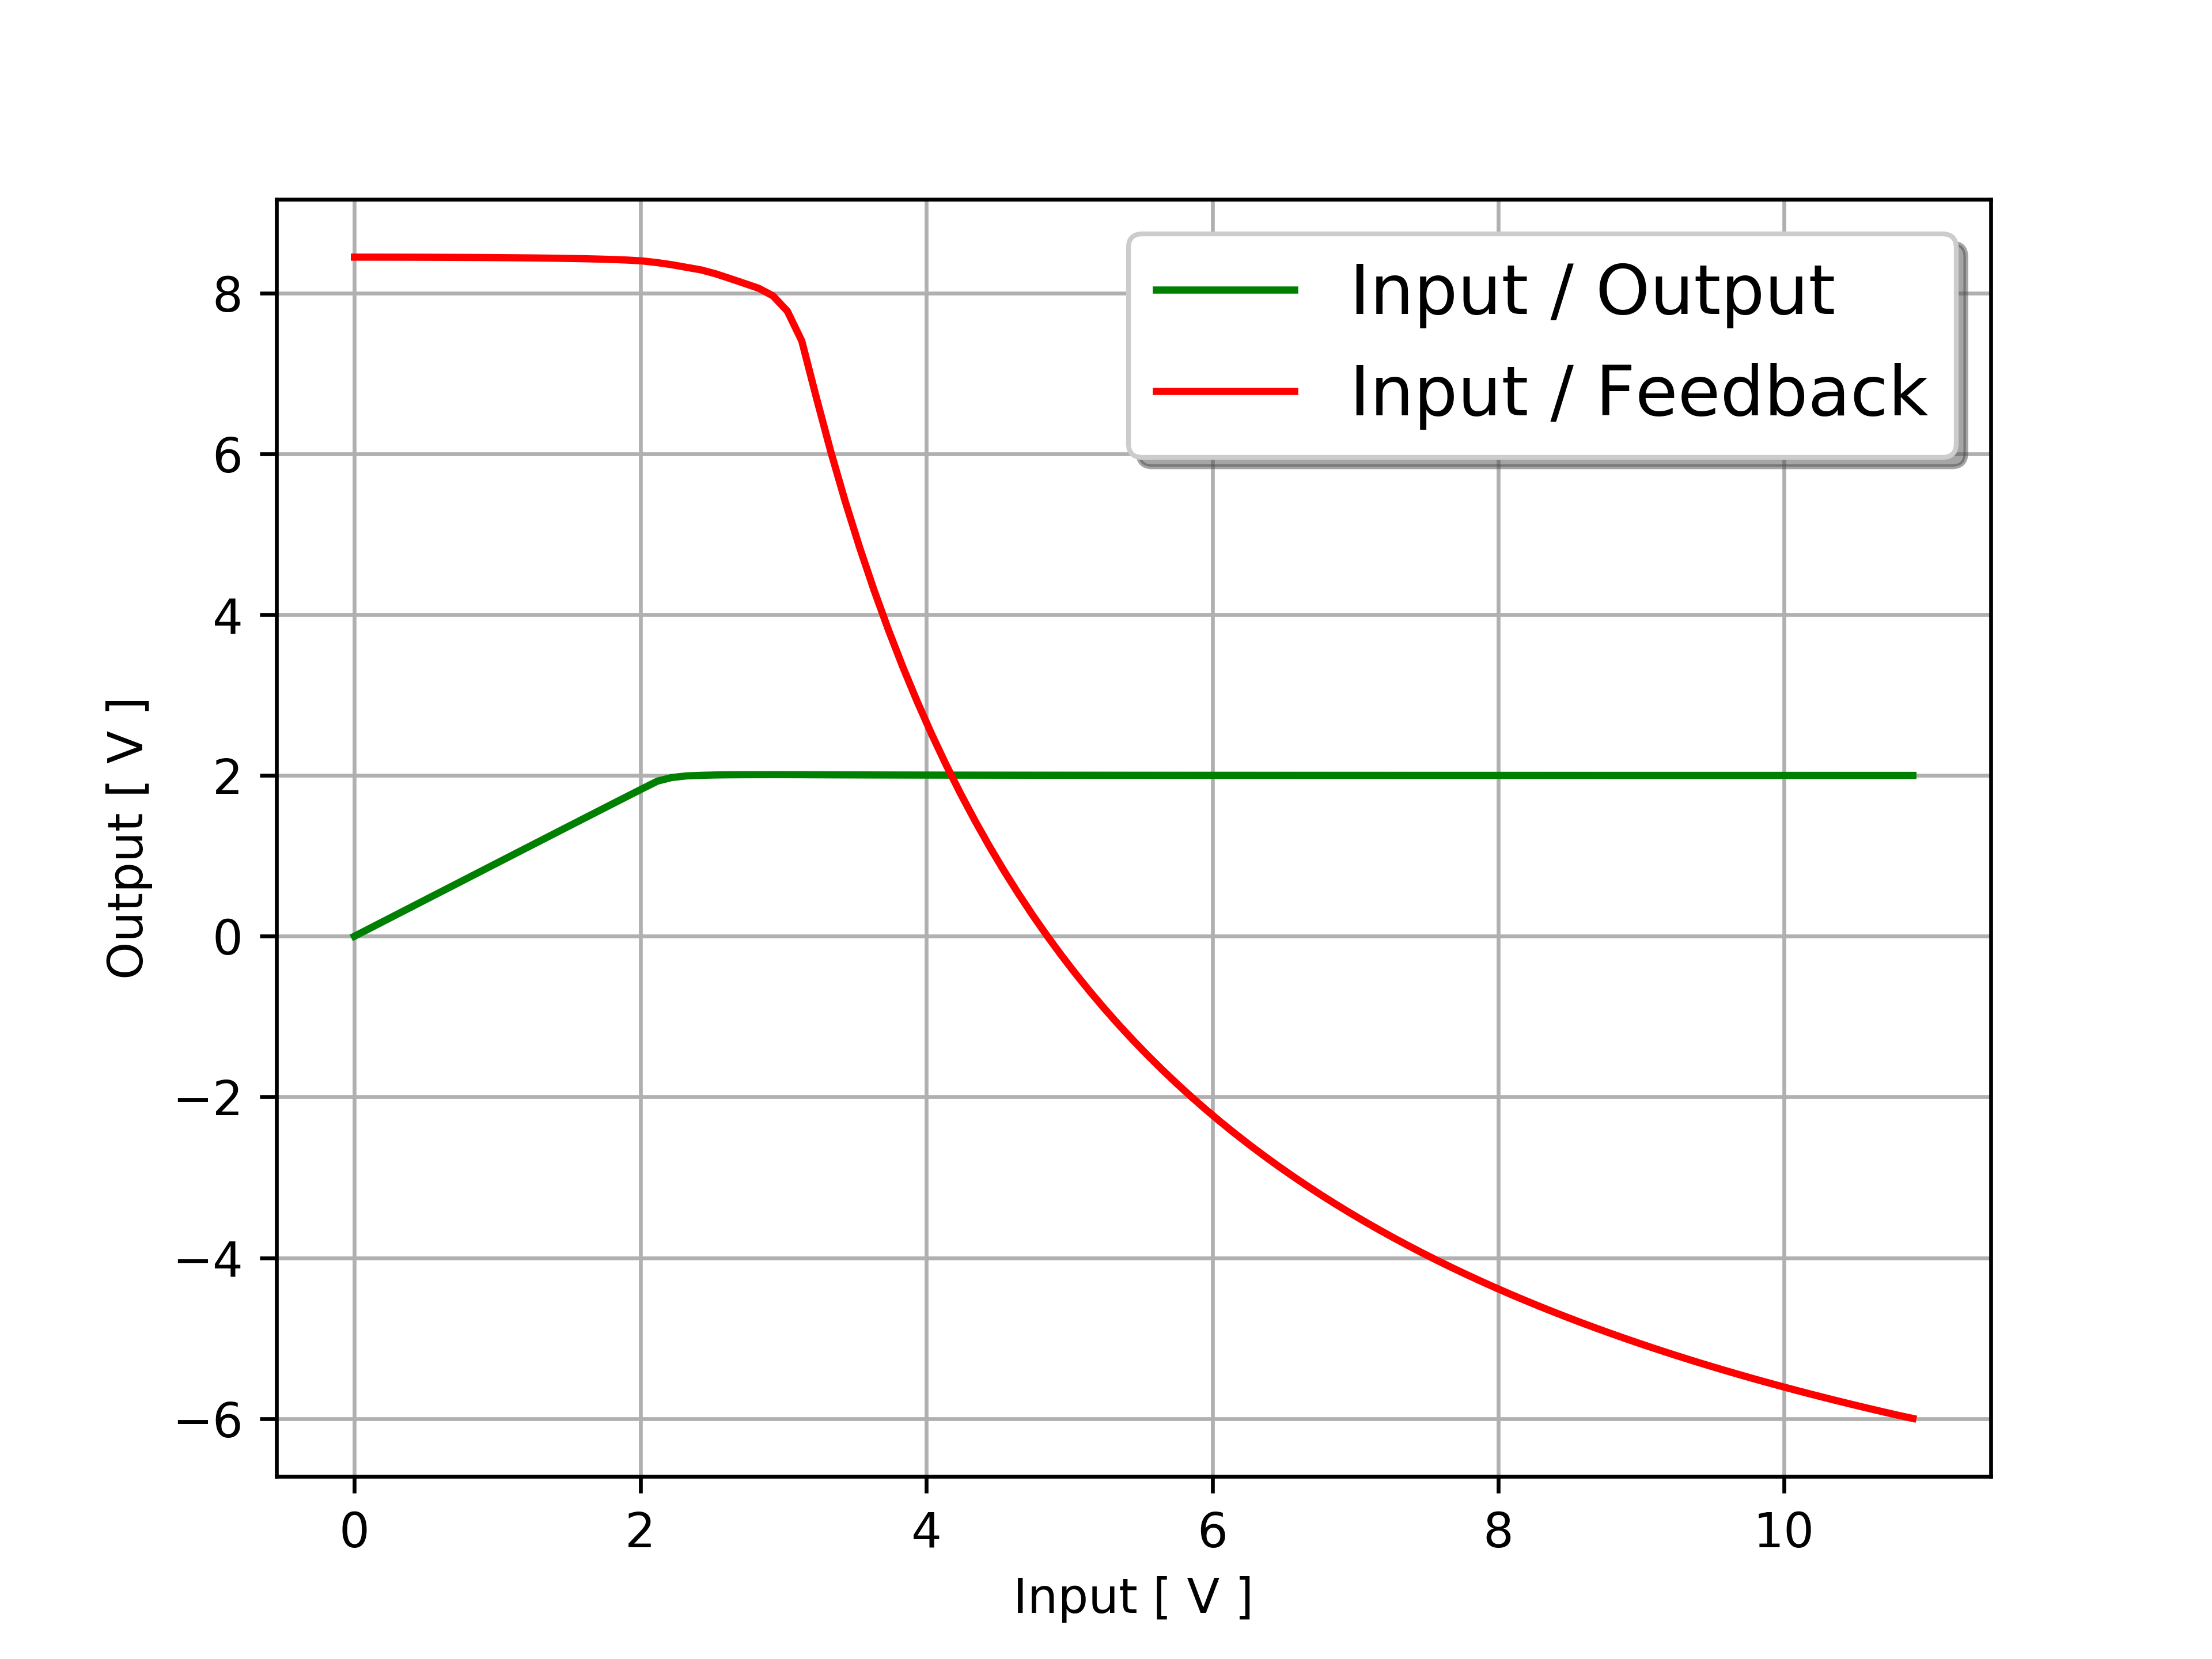 Input / Output
Input / Feedback
8
6
4
2
0
−2
−4
−6
Output [ V ]
0 2 4 6 8 10
Input [ V ]